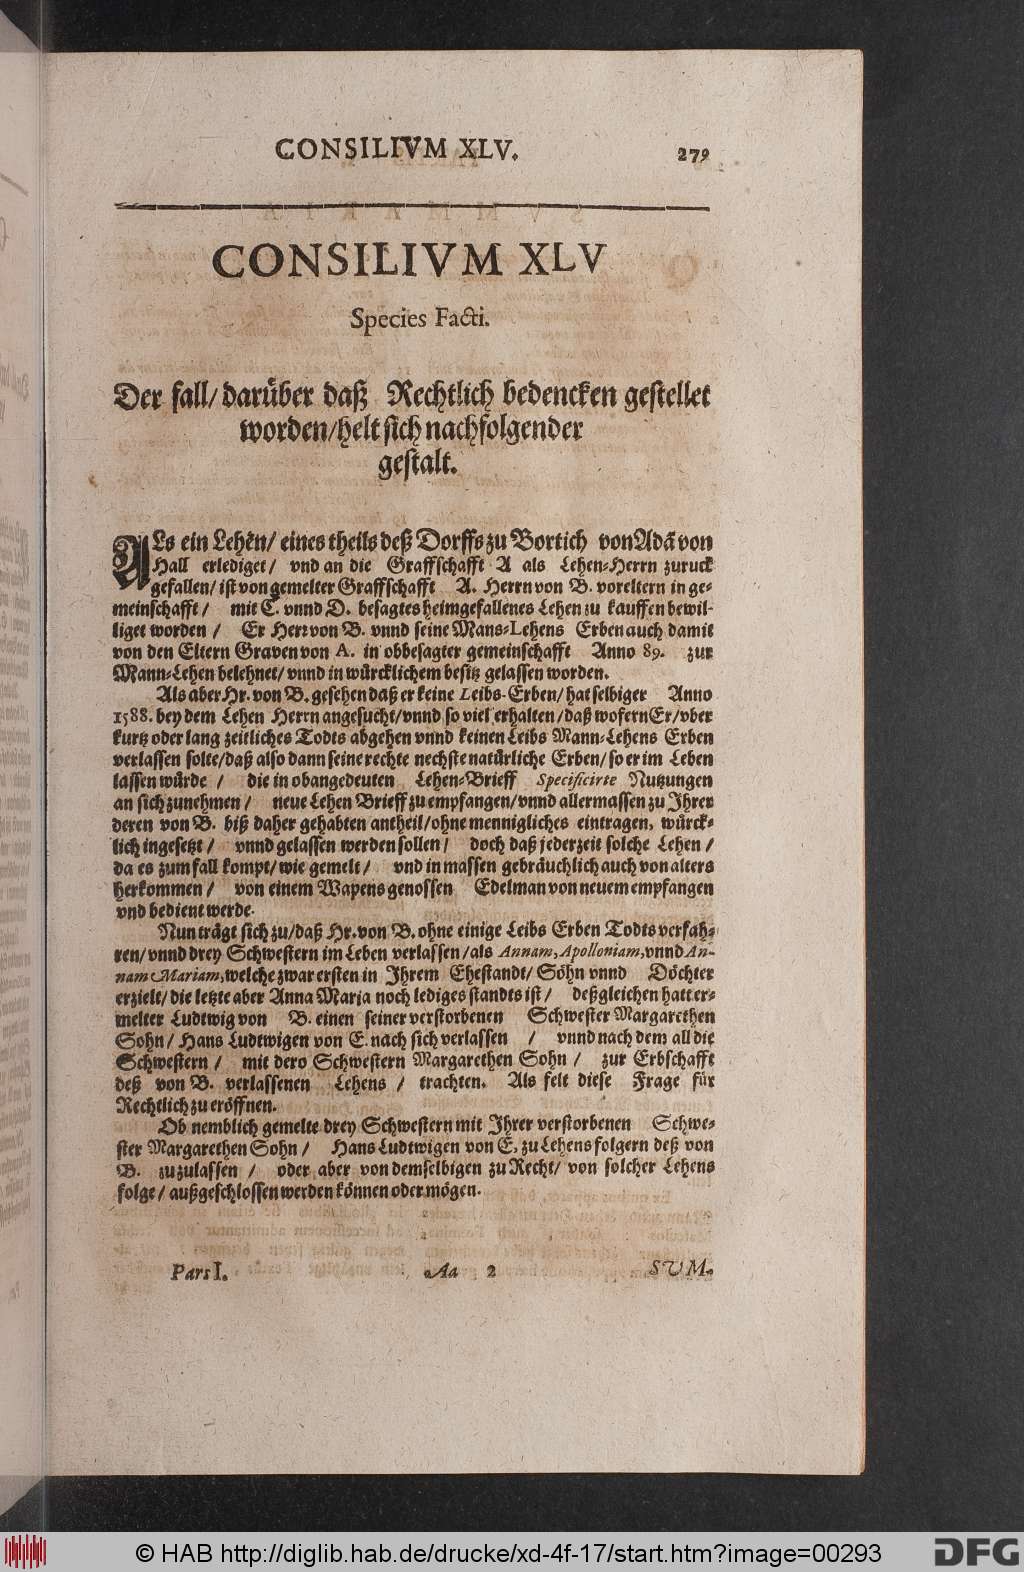 CONSILIVM XLV. 279
CONSILIVM XLV
Species Facti.
Der fall/ darüber daß Rechtlich bedencken gestellet
worden/helt sich nachfolgender
gestalt.
ALs ein Lehẽn/ eines theils deß Dorffs zu Bortich von Adã von
Hall erlediget/ vnd an die Graffschafft A als Lehen-Herrn zuruck
gefallen/ ist von gemelter Graffschafft A. Herrn von B. voreltern in ge-
meinschafft/ mit C. vnnd D. besagtes heimgefallenes Lehen zu kauffen bewil-
liget worden/ Er Herr von B. vnnd seine Mans-Lehens Erben auch damit
von den Eltern Graven von A. in obbesagter gemeinschafft Anno 89. zur
Mann-Lehen belehnet/ vnnd in würcklichem besitz gelassen worden.
Als aber Hr. von B. gesehen daß er keine Leibs-Erben/ hat selbiger Anno
1588. bey dem Lehen Herrn angesucht/vnnd so viel erhalten/daß wofern Er/vber
kurtz oder lang zeitliches Todts abgehen vnnd keinen Leibs Mann-Lehens Erben
verlassen solte/daß also dann seine rechte nechste natürliche Erben/ so er im Leben
lassen würde/ die in obangedeuten Lehen-Brieff Specificirte Nutzungen
an sich zunehmen/ neue Lehen Brieff zu empfangen/vnnd allermassen zu Ihrer
deren von B. biß daher gehabten antheil/ohne mennigliches eintragen, würck-
lich ingesetzt/ vnnd gelassen werden sollen/ doch daß jederzeit solche Lehen/
da es zum fall kompt/ wie gemelt/ vnd in massen gebräuchlich auch von alters
herkommen/ von einem Wapensgenossen Edelman von neuem empfangen
vnd bedient werde.
Nun trägt sich zu/daß Hr. von B. ohne einige Leibs Erben Todts verfah-
ren/ vnnd drey Schwestern im Leben verlassen/als Annam, Apolloniam, vnnd An-
nam Mariam, welche zwar ersten in Ihrem Ehestandt/ Söhn vnnd Döchter
erzielt/ die letzte aber Anna Maria noch lediges standts ist/ deßgleichen hatt er-
melter Ludtwig von B. einen seiner verstorbenen Schwester Margarethen
Sohn/ Hans Ludtwigen von E. nach sich verlassen / vnnd nach dem all die
Schwestern/ mit dero Schwestern Margarethen Sohn/ zur Erbschafft
deß von B. verlassenen Lehens / trachten. Als felt diese Frage für
Rechtlich zu eröffnen.
Ob nemblich gemelte drey Schwestern mit Ihrer verstorbenen Schwe-
ster Margarethen Sohn/ Hans Ludtwigen von E. zu Lehensfolgern deß von
B. zuzulassen / oder aber von demselbigen zu Recht/ von solcher Lehens
folge/ außgeschlossen werden können oder mögen.
Pars I. Aa 2 SUM.
© HAB http://diglib.hab.de/drucke/xd-4f-17/start.htm?image=00293
DFG